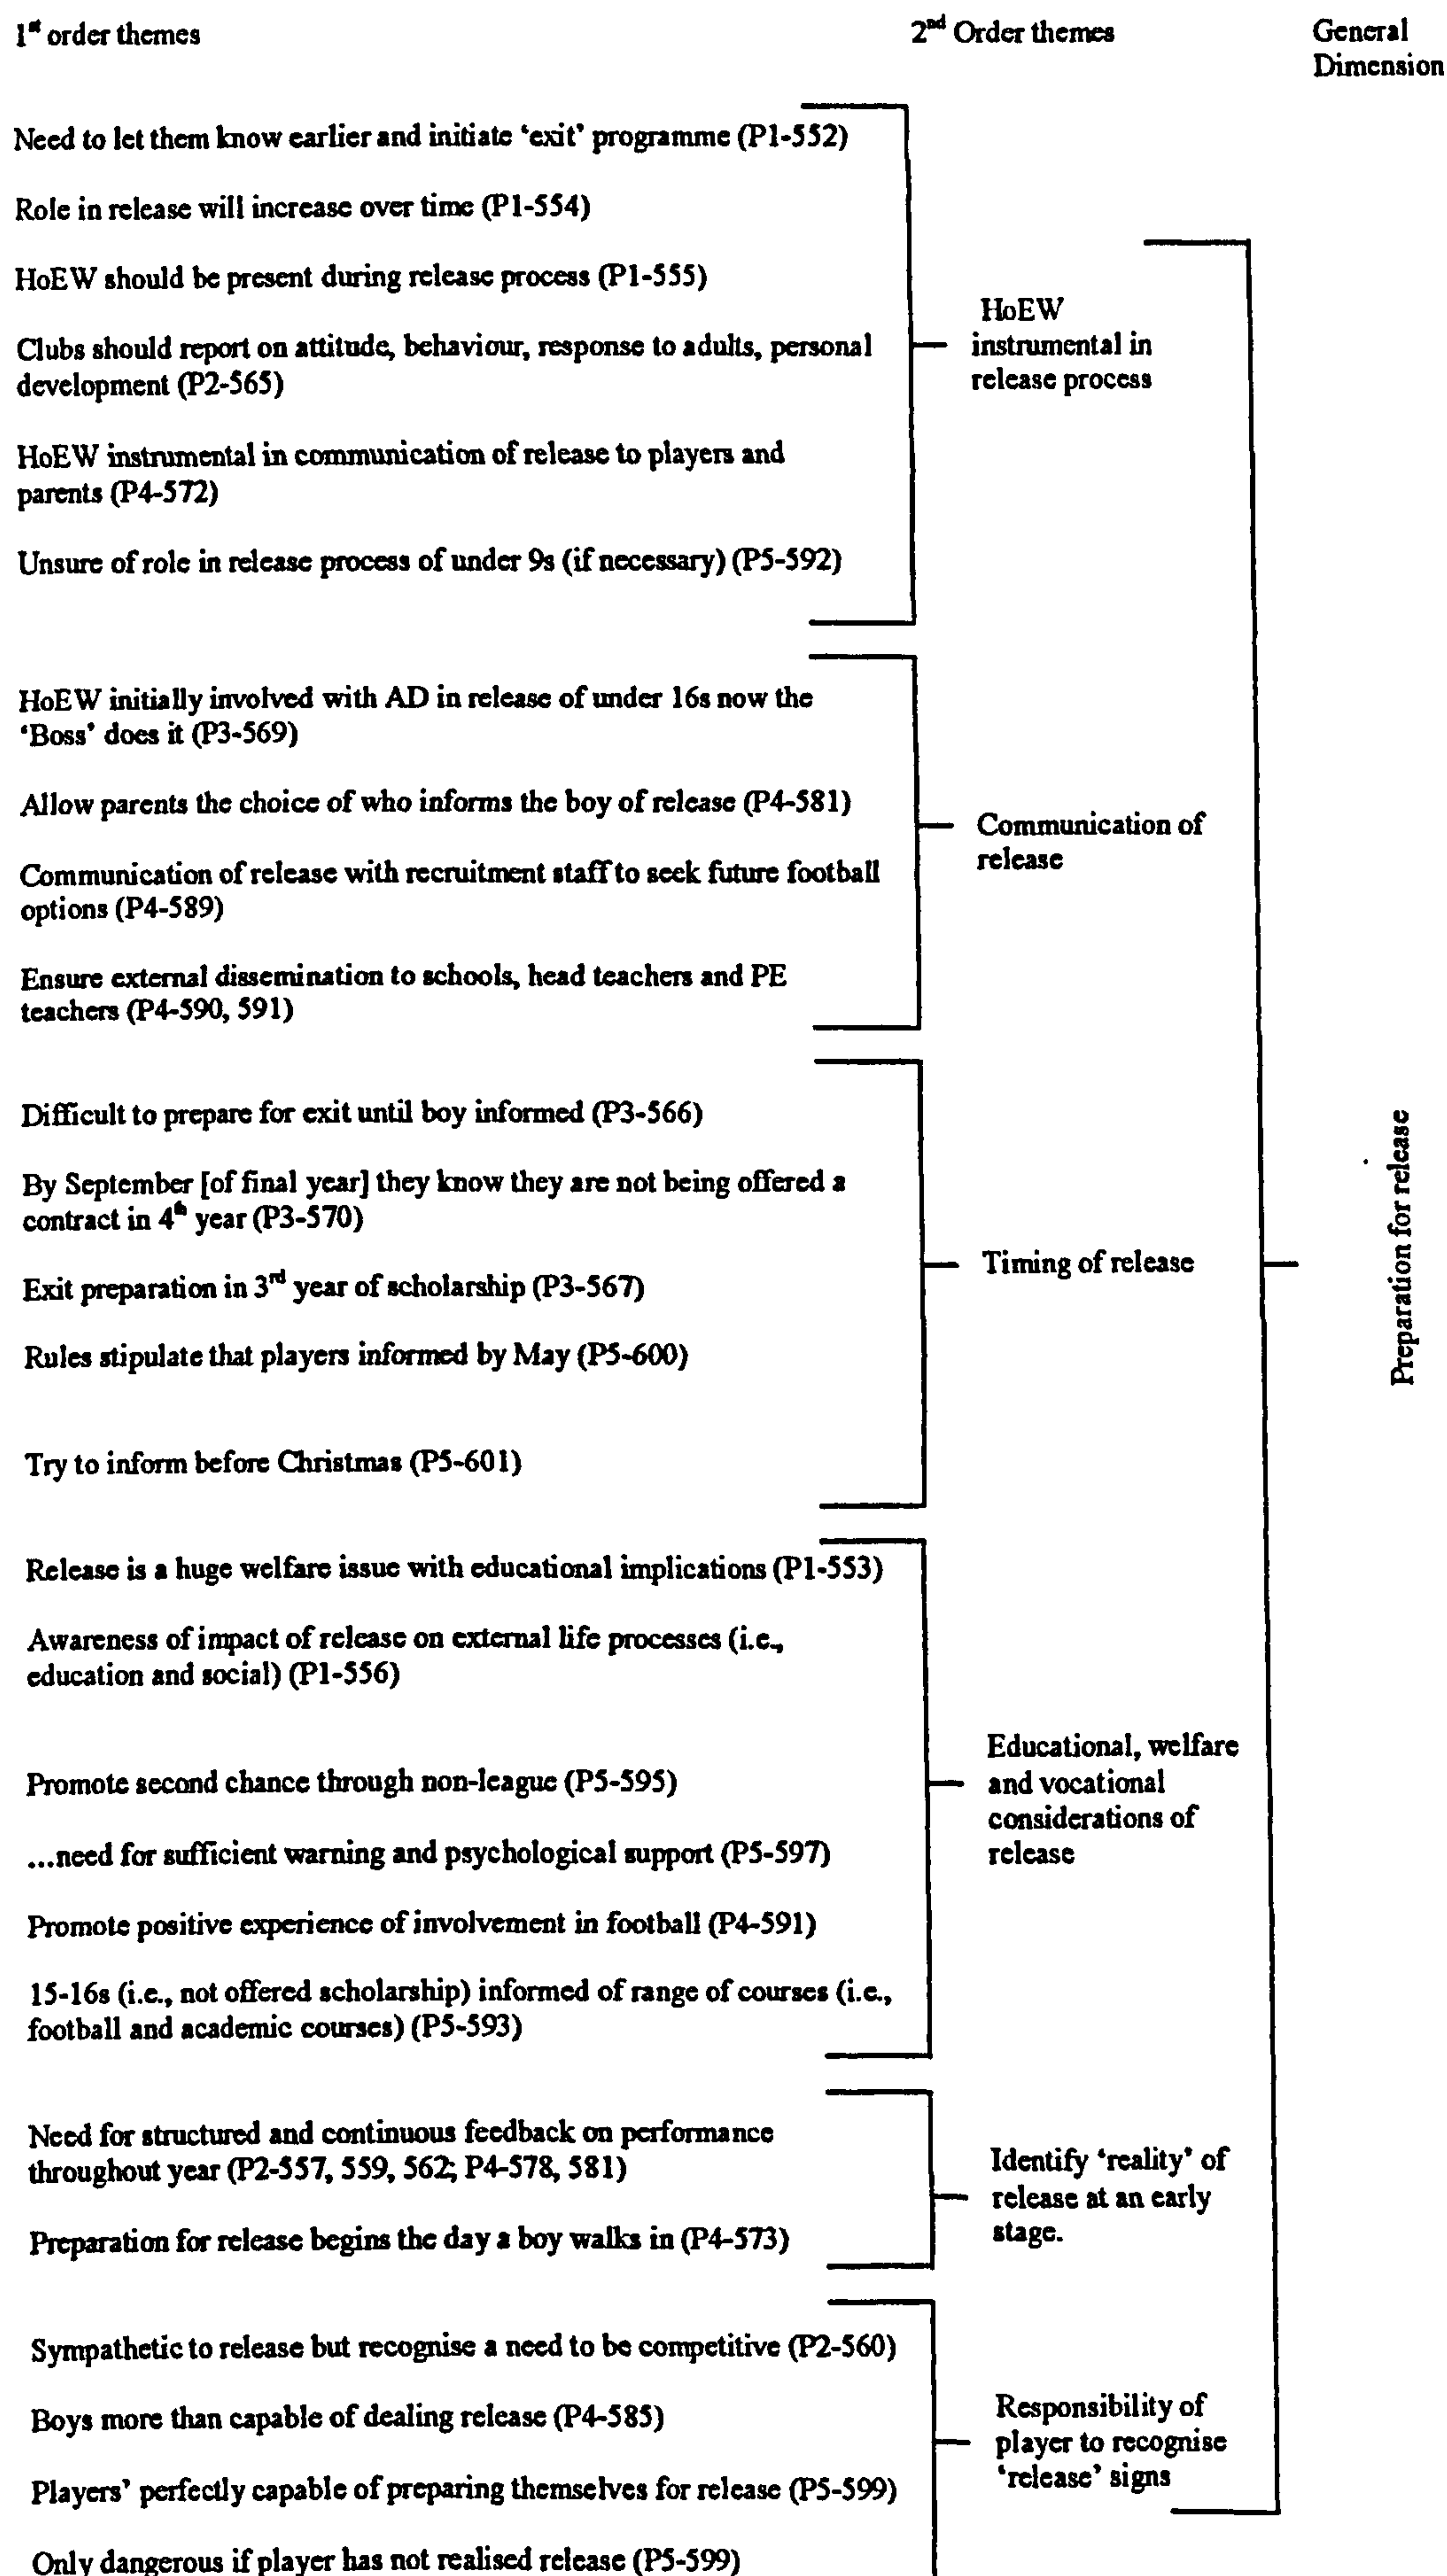 1st order themes
2nd Order themes
General
Dimension
Need to let them know earlier and initiate ‘exit’ programme (P1-552)
Role in release will increase over time (P1-554)
HoEW should be present during release process (P1-555)
Clubs should report on attitude, behaviour, response to adults, personal
development (P2-565)
HoEW instrumental in communication of release to players and
parents (P4-572)
Unsure of role in release process of under 9s (if necessary) (P5-592)
HoEW
instrumental in
release process
HoEW initially involved with AD in release of under 16s now the
‘Boss’ does it (P3-569)
Allow parents the choice of who informs the boy of release (P4-581)
Communication of release with recruitment staff to seek future football
options (P4-589)
Ensure external dissemination to schools, head teachers and PE
teachers (P4-590, 591)
Communication of
release
Difficult to prepare for exit until boy informed (P3-566)
By September [of final year] they know they are not being offered a
contract in 4th year (P3-570)
Exit preparation in 3rd year of scholarship (P3-567)
Rules stipulate that players informed by May (P5-600)
Try to inform before Christmas (P5-601)
Timing of release
Preparation for release
Release is a huge welfare issue with educational implications (P1-553)
Awareness of impact of release on external life processes (i.e.,
education and social) (P1-556)
Promote second chance through non-league (P5-595)
...need for sufficient warning and psychological support (P5-597)
Promote positive experience of involvement in football (P4-591)
15-16s (i.e., not offered scholarship) informed of range of courses (i.e.,
football and academic courses) (P5-593)
Educational, welfare
and vocational
considerations of
release
Need for structured and continuous feedback on performance
throughout year (P2-557, 559, 562; P4-578, 581)
Preparation for release begins the day a boy walks in (P4-573)
Identify ‘reality’ of
release at an early
stage.
Sympathetic to release but recognise a need to be competitive (P2-560)
Boys more than capable of dealing release (P4-585)
Players’ perfectly capable of preparing themselves for release (P5-599)
Only dangerous if player has not realised release (P5-599)
Responsibility of
player to recognise
‘release’ signs